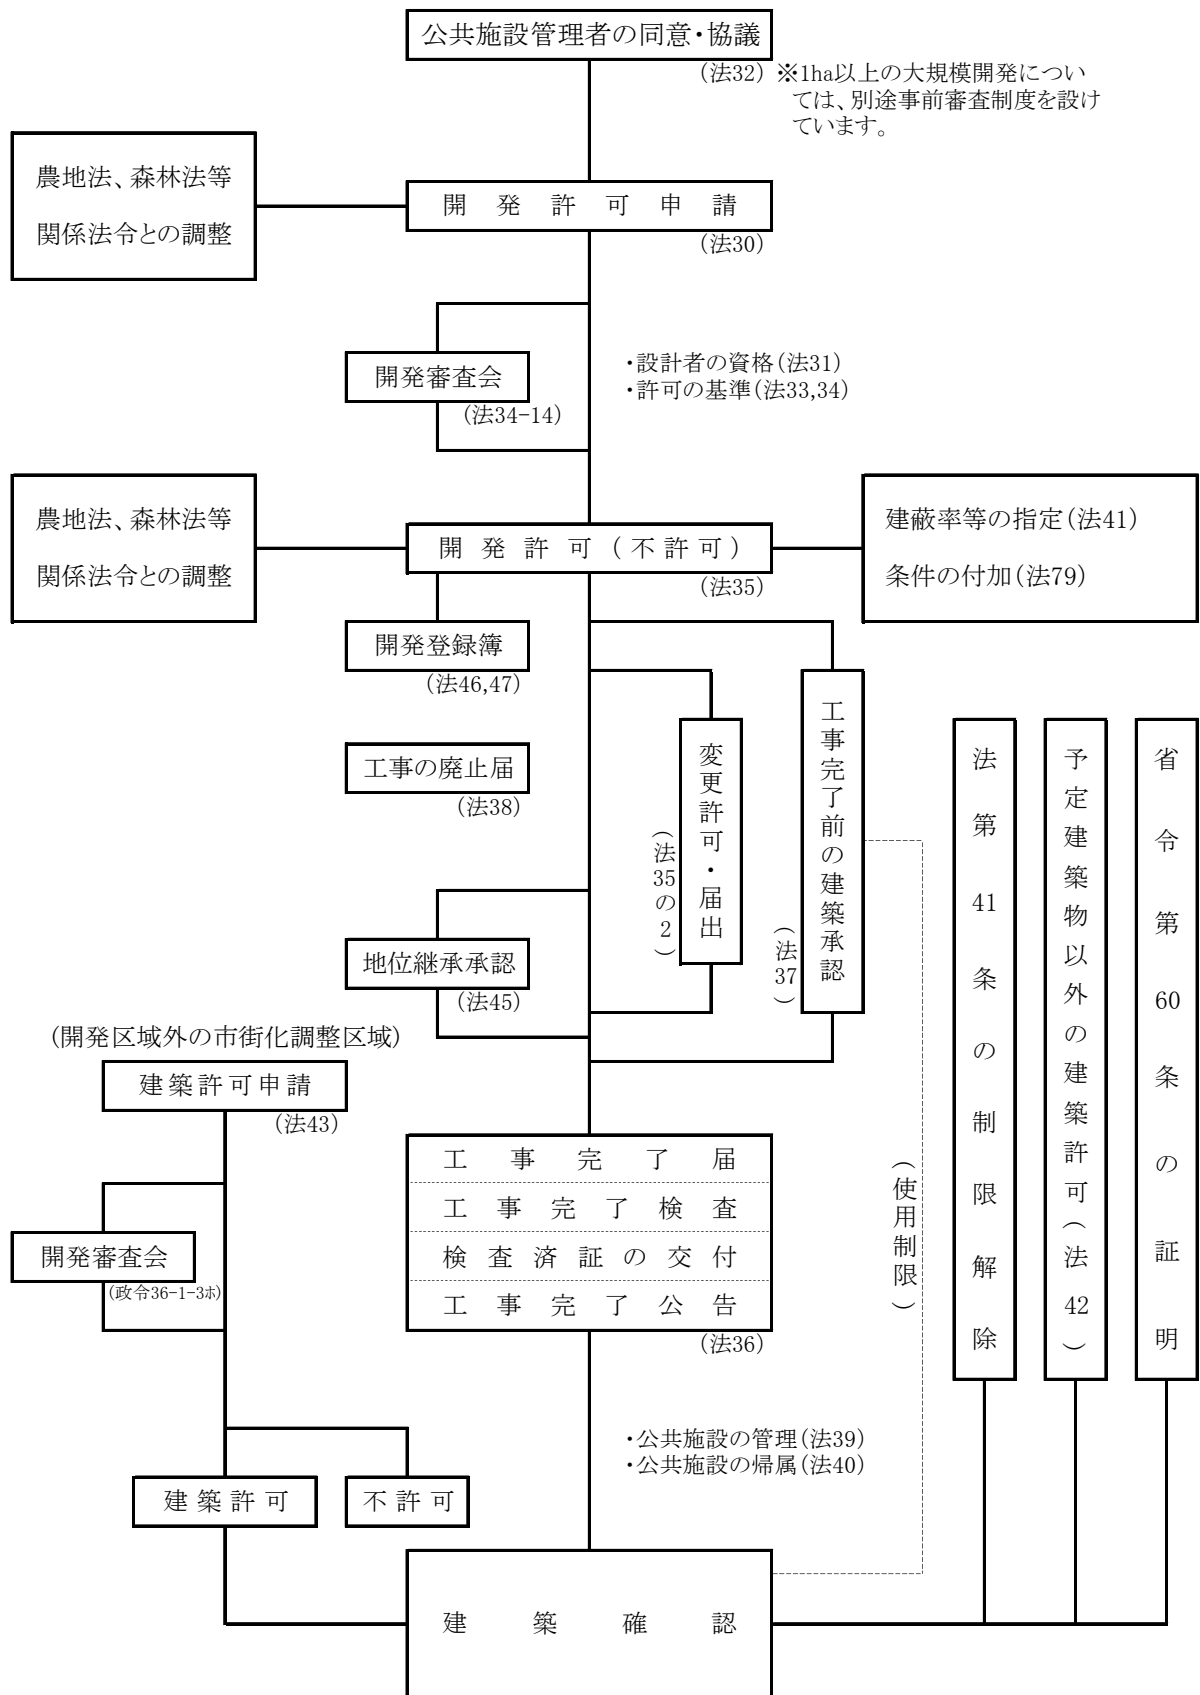 公共施設管理者の同意・協議
(法32)
※1ha以上の大規模開発につい
ては、別途事前審査制度を設け
ています。
農地法、森林法等
関係法令との調整
開発許可申請
(法30)
開発審査会
(法34-14)
・設計者の資格(法31)
・許可の基準(法33,34)
農地法、森林法等
関係法令との調整
開発許可(不許可)
(法35)
建蔽率等の指定(法41)
条件の付加(法79)
開発登録簿
(法46,47)
工事の廃止届
(法38)
変更許可・届出
(法35の2)
工事完了前の建築承認
(法37)
法第41条の制限解除
予定建築物以外の建築許可(法42)
省令第60条の証明
地位継承承認
(法45)
(開発区域外の市街化調整区域)
建築許可申請
(法43)
工事完了届
工事完了検査
検査済証の交付
工事完了公告
(法36)
(使用制限)
開発審査会
(政令36-1-3ホ)
・公共施設の管理(法39)
・公共施設の帰属(法40)
建築許可
不許可
建築確認